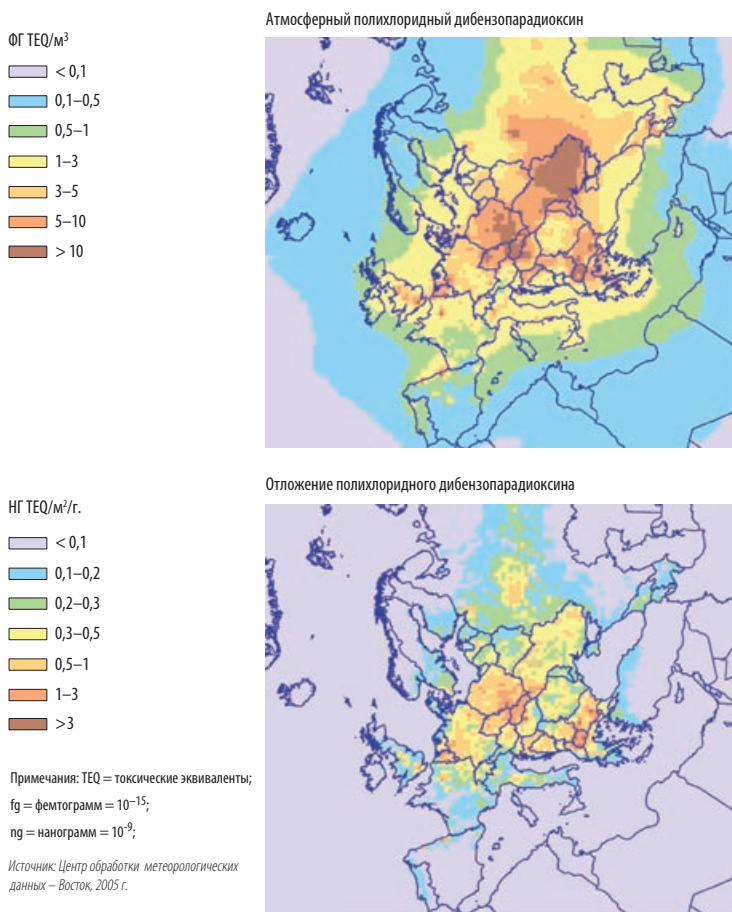 Атмосферный полихлоридный дибензопарадиоксин
ФГ TEQ/м³
< 0,1
0,1–0,5
0,5–1
1–3
3–5
5–10
> 10
Отложение полихлоридного дибензопарадиоксина
НГ TEQ/м²/г.
< 0,1
0,1–0,2
0,2–0,3
0,3–0,5
0,5–1
1–3
>3
Примечания: TEQ = токсические эквиваленты;
fg = фемтограмм = 10⁻¹⁵;
ng = нанограмм = 10⁻⁹;
Источник: Центр обработки метеорологических
данных – Восток, 2005 г.